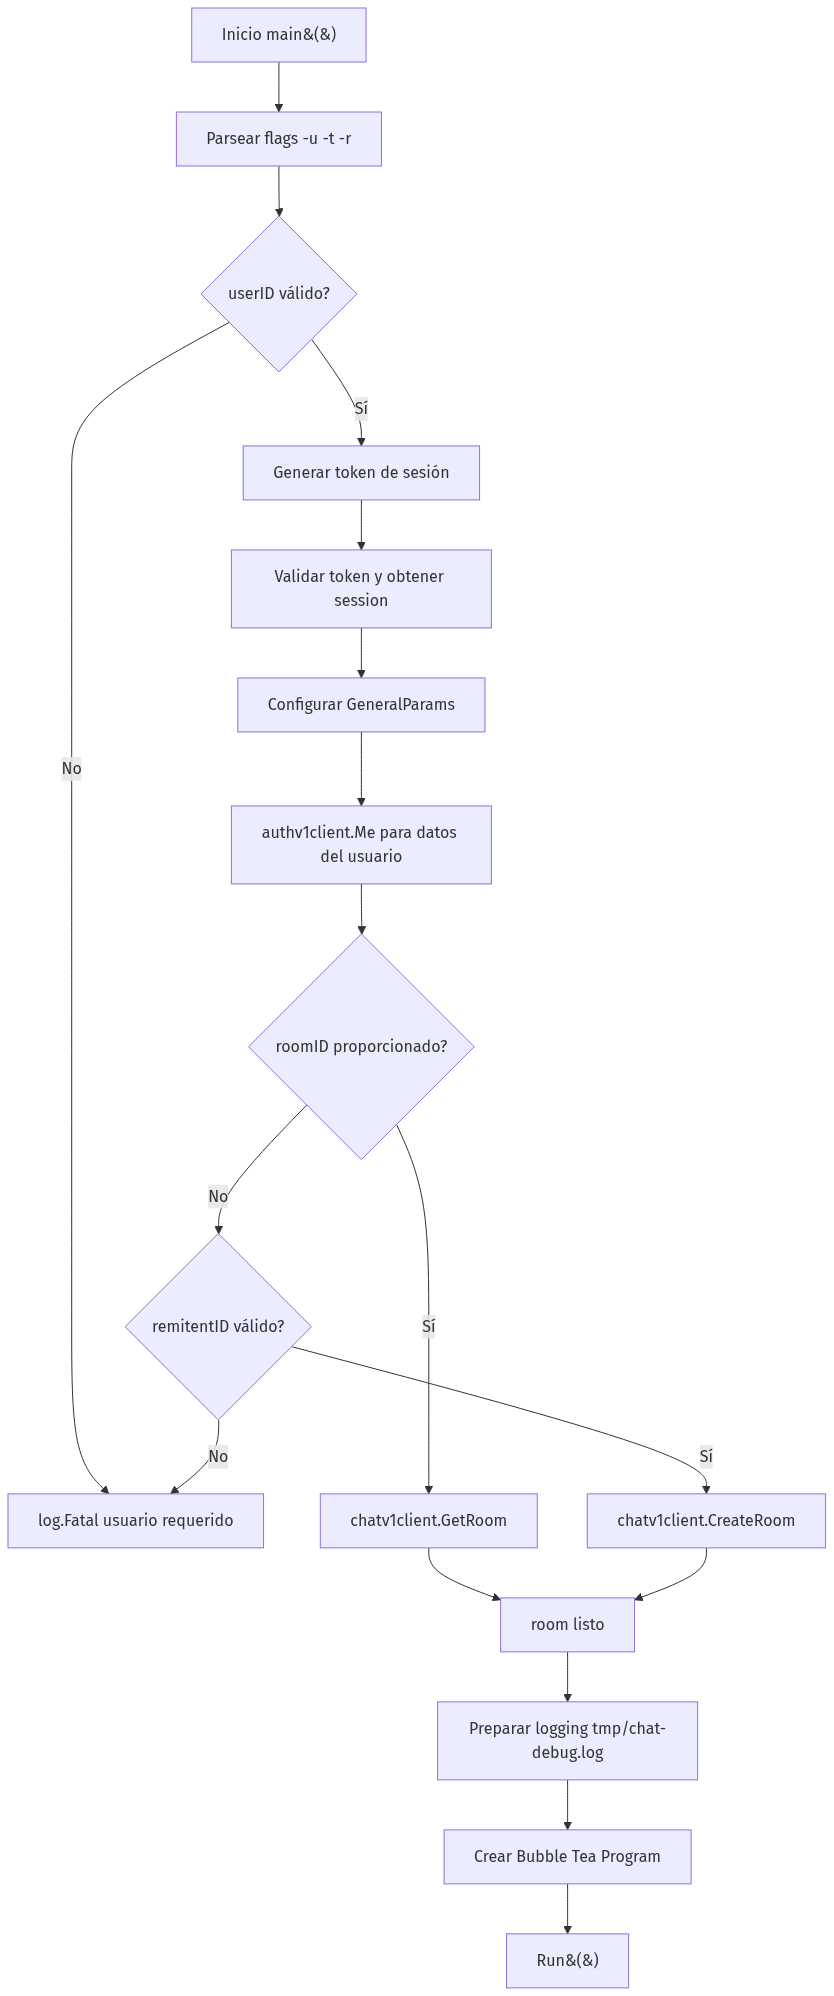 Inicio main&(&)
Parsear flags -u -t -r
userID válido?
Sí
Generar token de sesión
Validar token y obtener
session
Configurar GeneralParams
No
authv1client.Me para datos
del usuario
roomID proporcionado?
No
remitentID válido?
Sí
No
Sí
log.Fatal usuario requerido
chatv1client.GetRoom
chatv1client.CreateRoom
room listo
Preparar logging tmp/chat-
debug.log
Crear Bubble Tea Program
Run&(&)